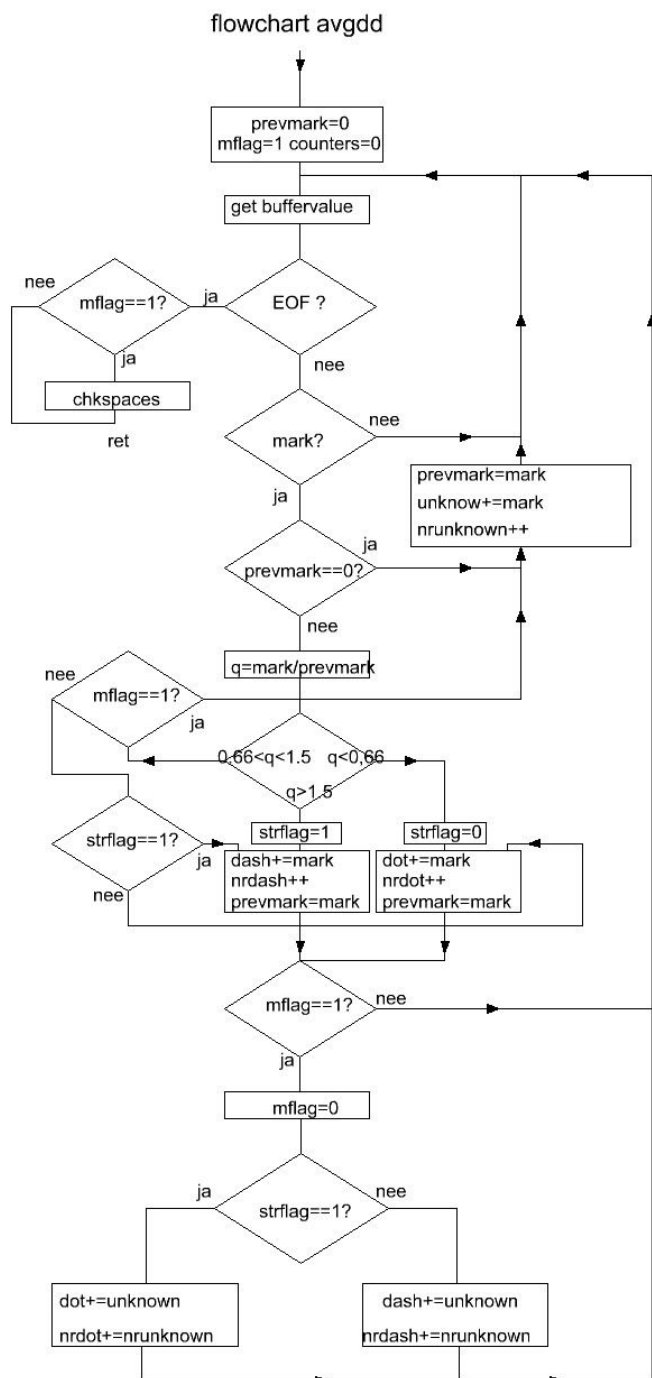 flowchart avgdd
prevmark=0
mflag=1 counters=0
get buffervalue
nee
mflag==1?
ja
EOF ?
ja
nee
chkspaces
ret
mark?
nee
ja
prevmark=mark
unknow+=mark
nrunknown++
prevmark==0?
ja
nee
q=mark/prevmark
nee
mflag==1?
ja
0,66<q<1.5
q<0,66
q>1.5
strflag==1?
ja
nee
strflag=1
strflag=0
dash+=mark
nrdash++
prevmark=mark
dot+=mark
nrdot++
prevmark=mark
mflag==1?
nee
ja
mflag=0
ja
nee
strflag==1?
dot+=unknown
nrdot+=nrunknown
dash+=unknown
nrdash+=nrunknown